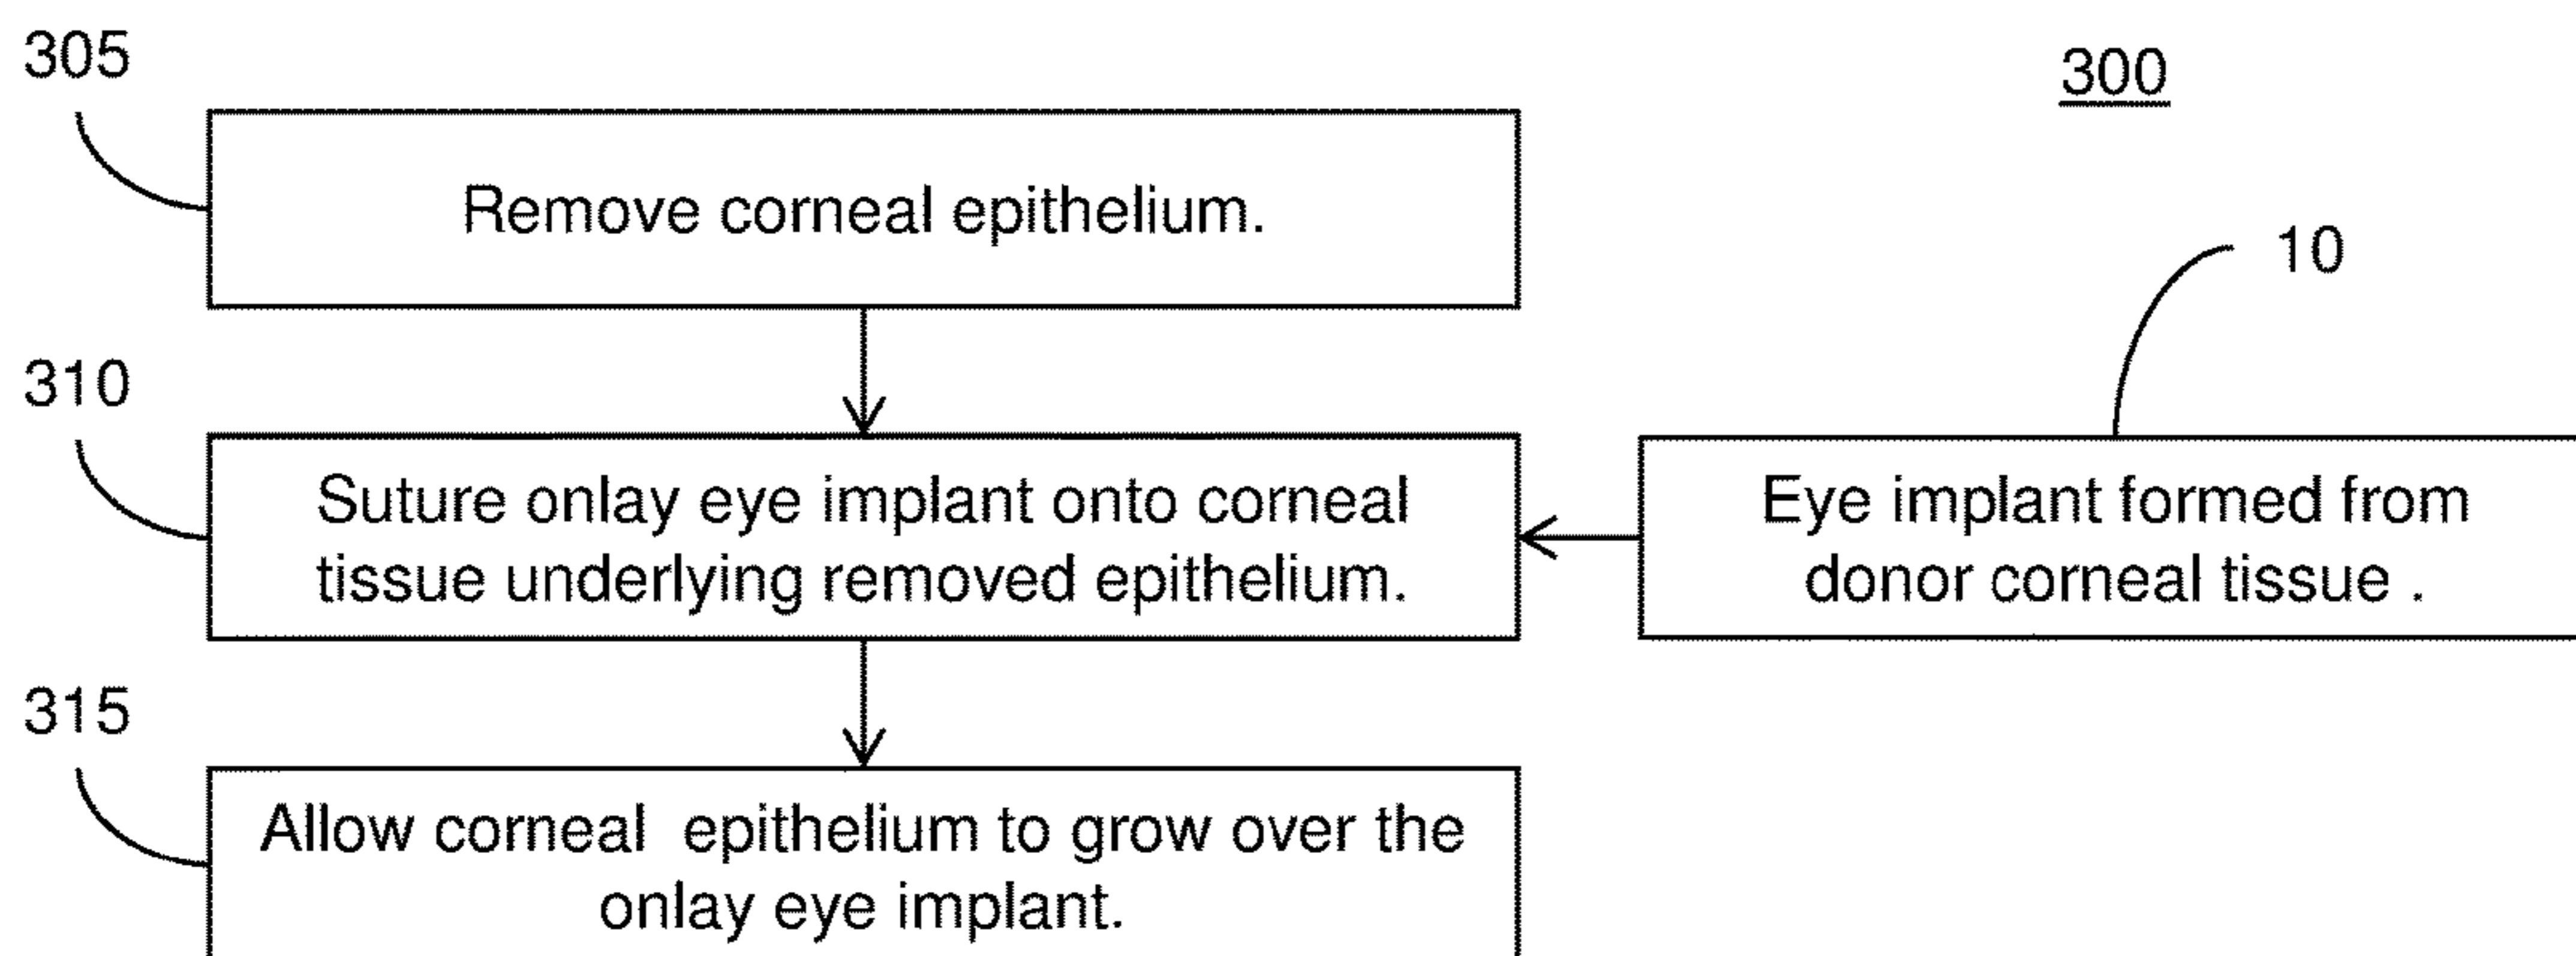 305
300
Remove corneal epithelium.
10
310
Suture onlay eye implant onto corneal
tissue underlying removed epithelium.
Eye implant formed from
donor corneal tissue .
315
Allow corneal  epithelium to grow over the
onlay eye implant.